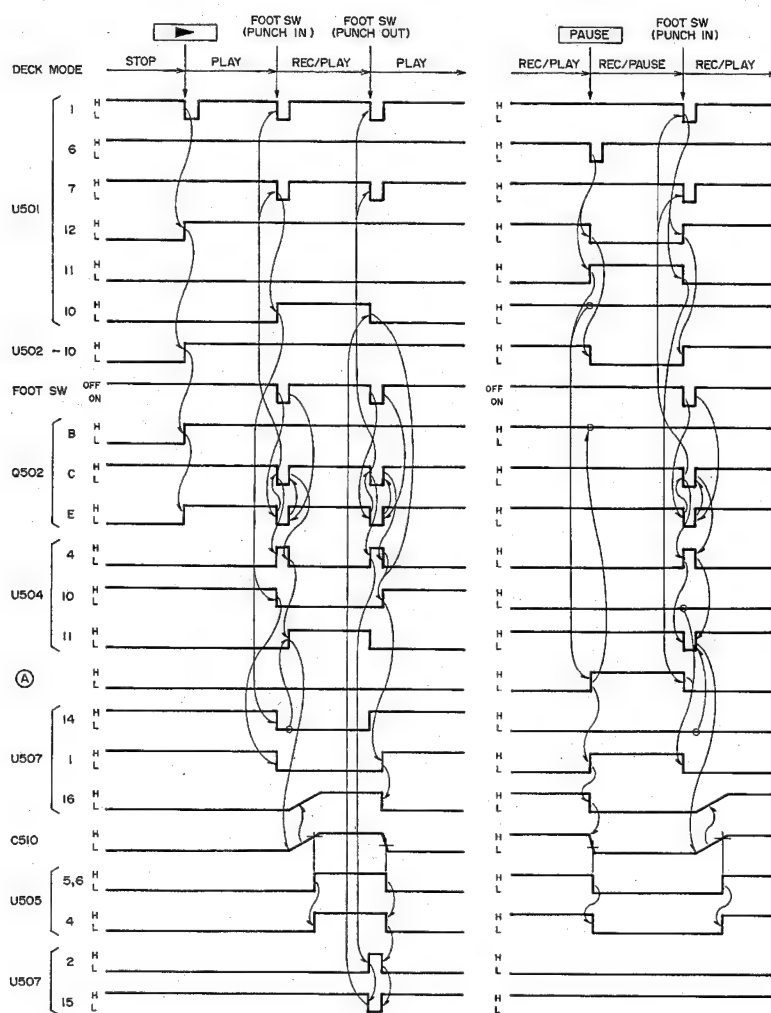 FOOT SW FOOT SW FOOT SW
(PUNCH IN) (PUNCH OUT) PAUSE (PUNCH IN)
DECK MODE STOP PLAY REC/PLAY PLAY REC/PLAY REC/PAUSE REC/PLAY
1 H L H L
6 H L H L
7 H L H L
U501 12 H L H L
11 H L H L
10 H L H L
U502 ~ 10 H L H L
FOOT SW OFF ON OFF ON
B H L H L
Q502 C H L H L
E H L H L
4 H L H L
U504 10 H L H L
11 H L H L
A H L H L
14 H L H L
U507 1 H L H L
16 H L H L
C510 H L H L
U505 5,6 H L H L
4 H L H L
U507 2 H L H L
15 H L H L